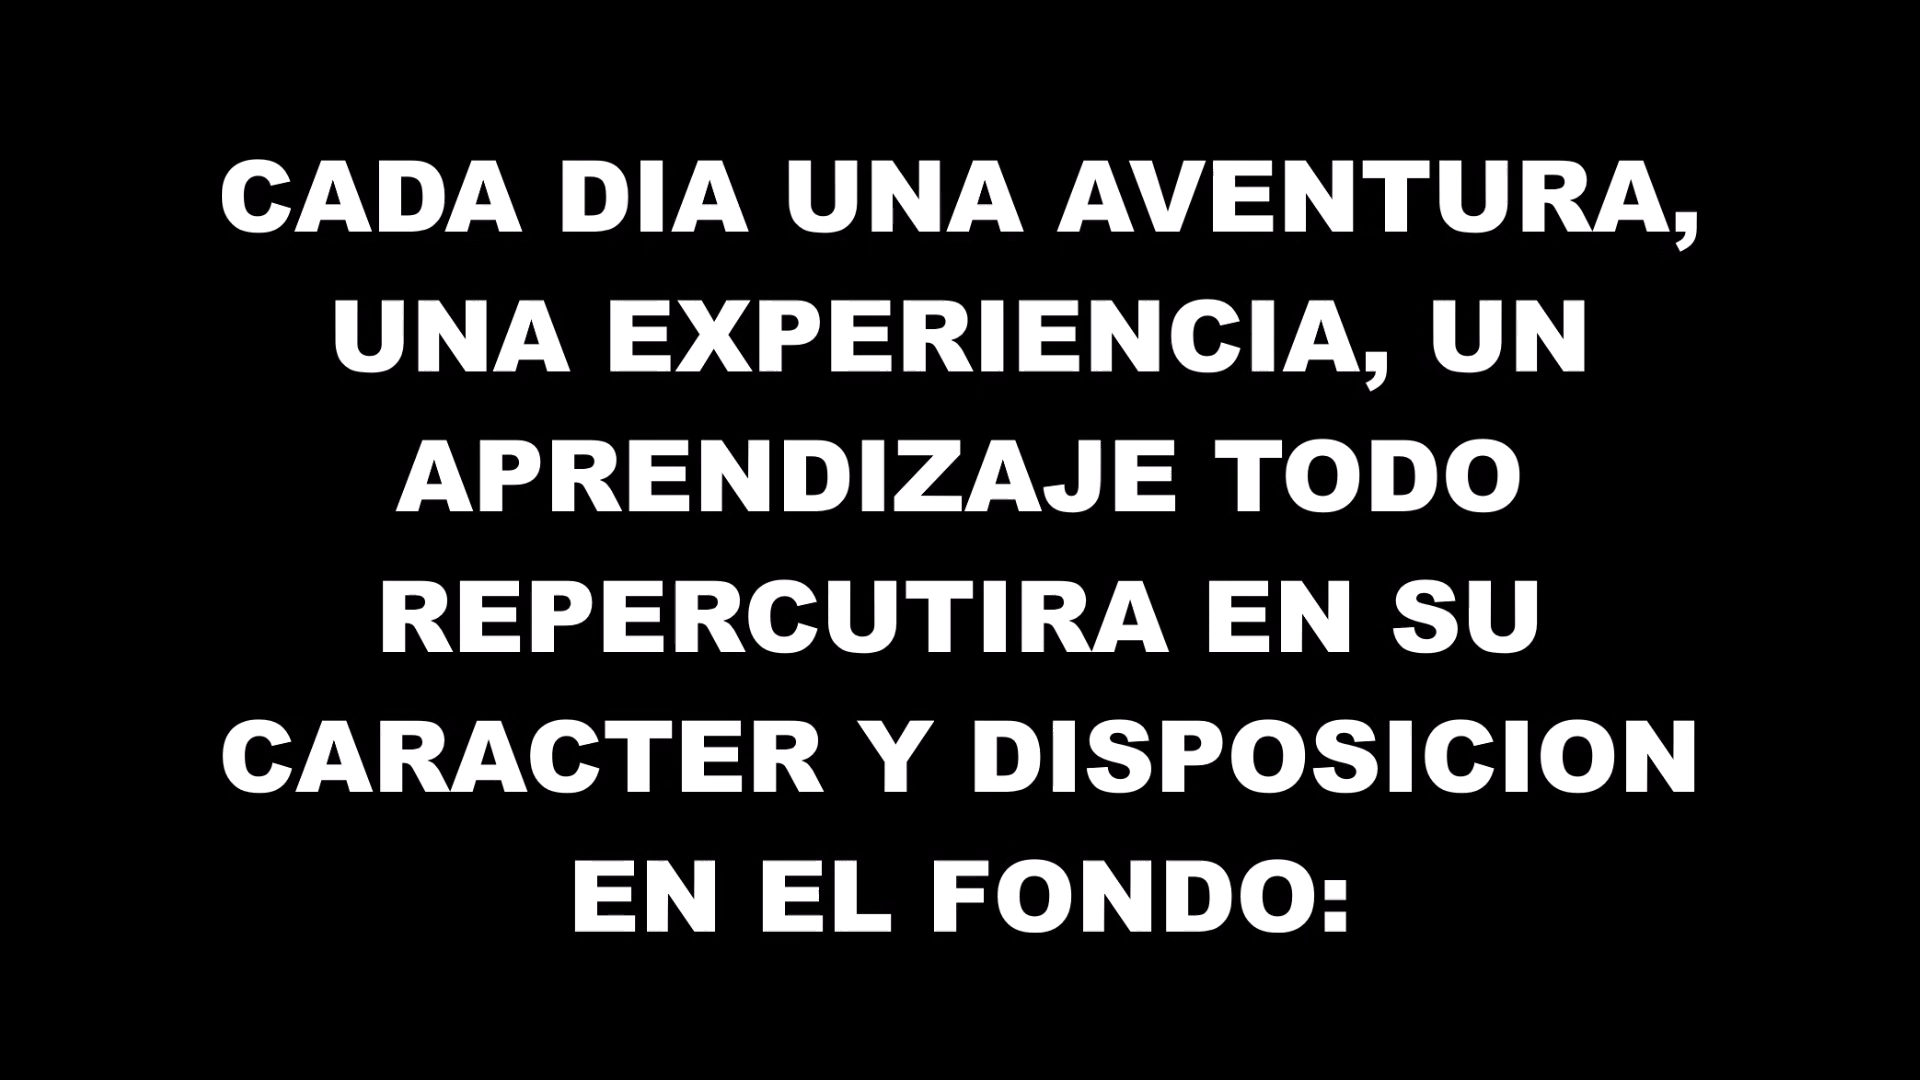 CADA DIA UNA AVENTURA,
UNA EXPERIENCIA, UN
APRENDIZAJE TODO
REPERCUTIRA EN SU
CARACTER Y DISPOSICION
EN EL FONDO: